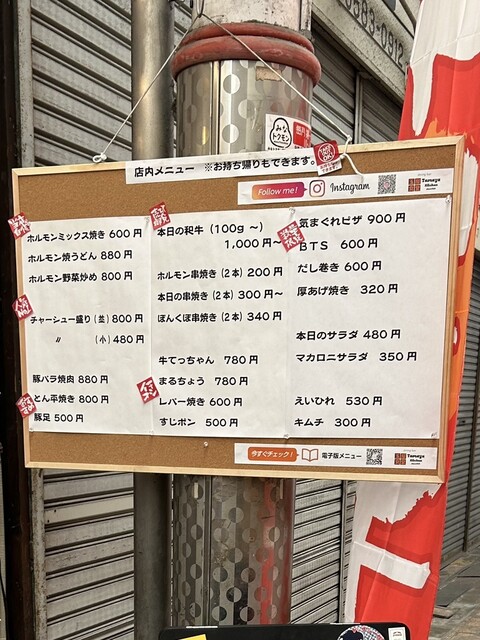 0583-0912
みな
トクモン
店内メニュー ※お持ち帰りもできます。
Follow me! Instagram
Tamaya
ホルモンミックス焼き 600円
ホルモン焼うどん 880円
ホルモン野菜炒め 800円
チャーシュー盛り(並)800円
〃 (小)480円
豚バラ焼肉 880円
とん平焼き 800円
豚足 500円
本日の和牛 (100g 〜)
1,000円〜
ホルモン串焼き(2本)200円
本日の串焼き(2本)300円〜
ぼんくぼ串焼き(2本)340円
牛てっちゃん 780円
まるちょう 780円
レバー焼き 600円
すじポン 500円
気まぐれピザ 900円
BTS 600円
だし巻き 600円
厚あげ焼き 320円
本日のサラダ 480円
マカロニサラダ 350円
えいひれ 530円
キムチ 300円
今すぐチェック! 電子版メニュー
Tamaya